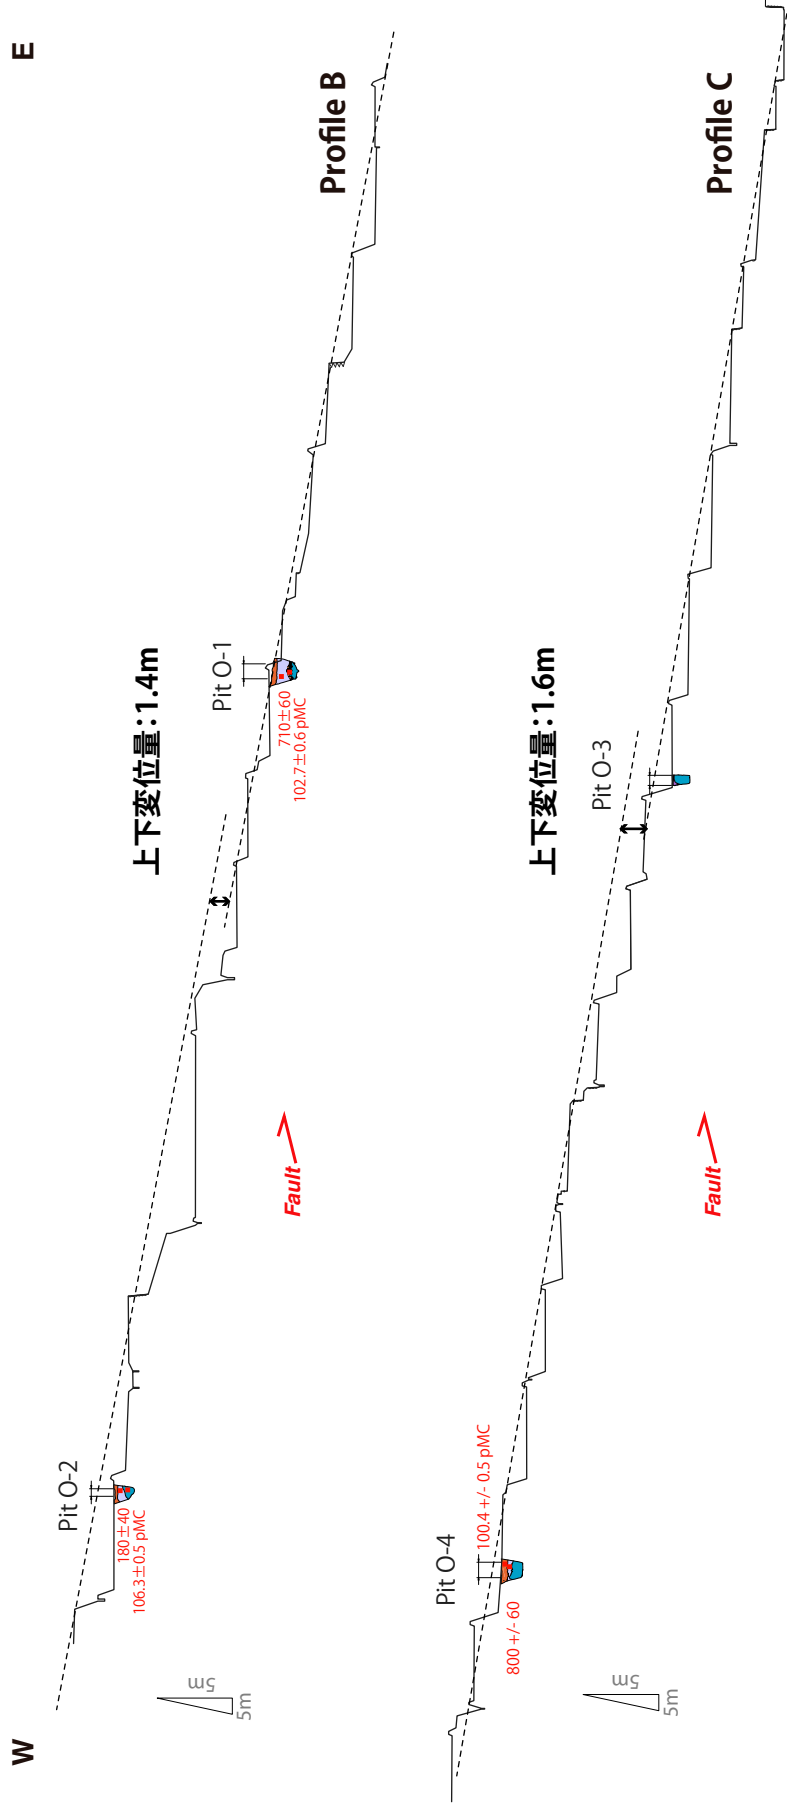 W
E
Pit O-2
180±40
106.3±0.5 pMC
上下変位量：1.4m
Pit O-1
710±60
102.7±0.6 pMC
Profile B
Fault
5m
5m
Pit O-4
100.4 +/- 0.5 pMC
800 +/- 60
上下変位量：1.6m
Pit O-3
Profile C
Fault
5m
5m